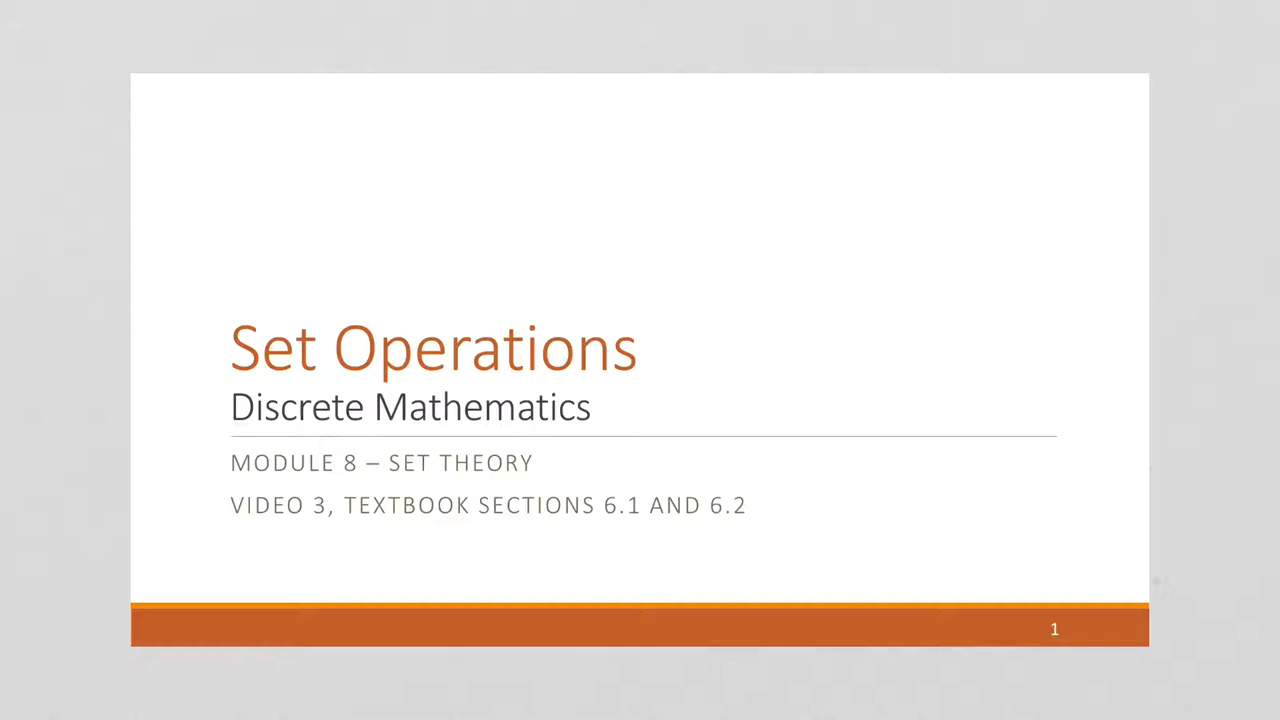 Set Operations
Discrete Mathematics
MODULE 8 – SET THEORY
VIDEO 3, TEXTBOOK SECTIONS 6.1 AND 6.2
1